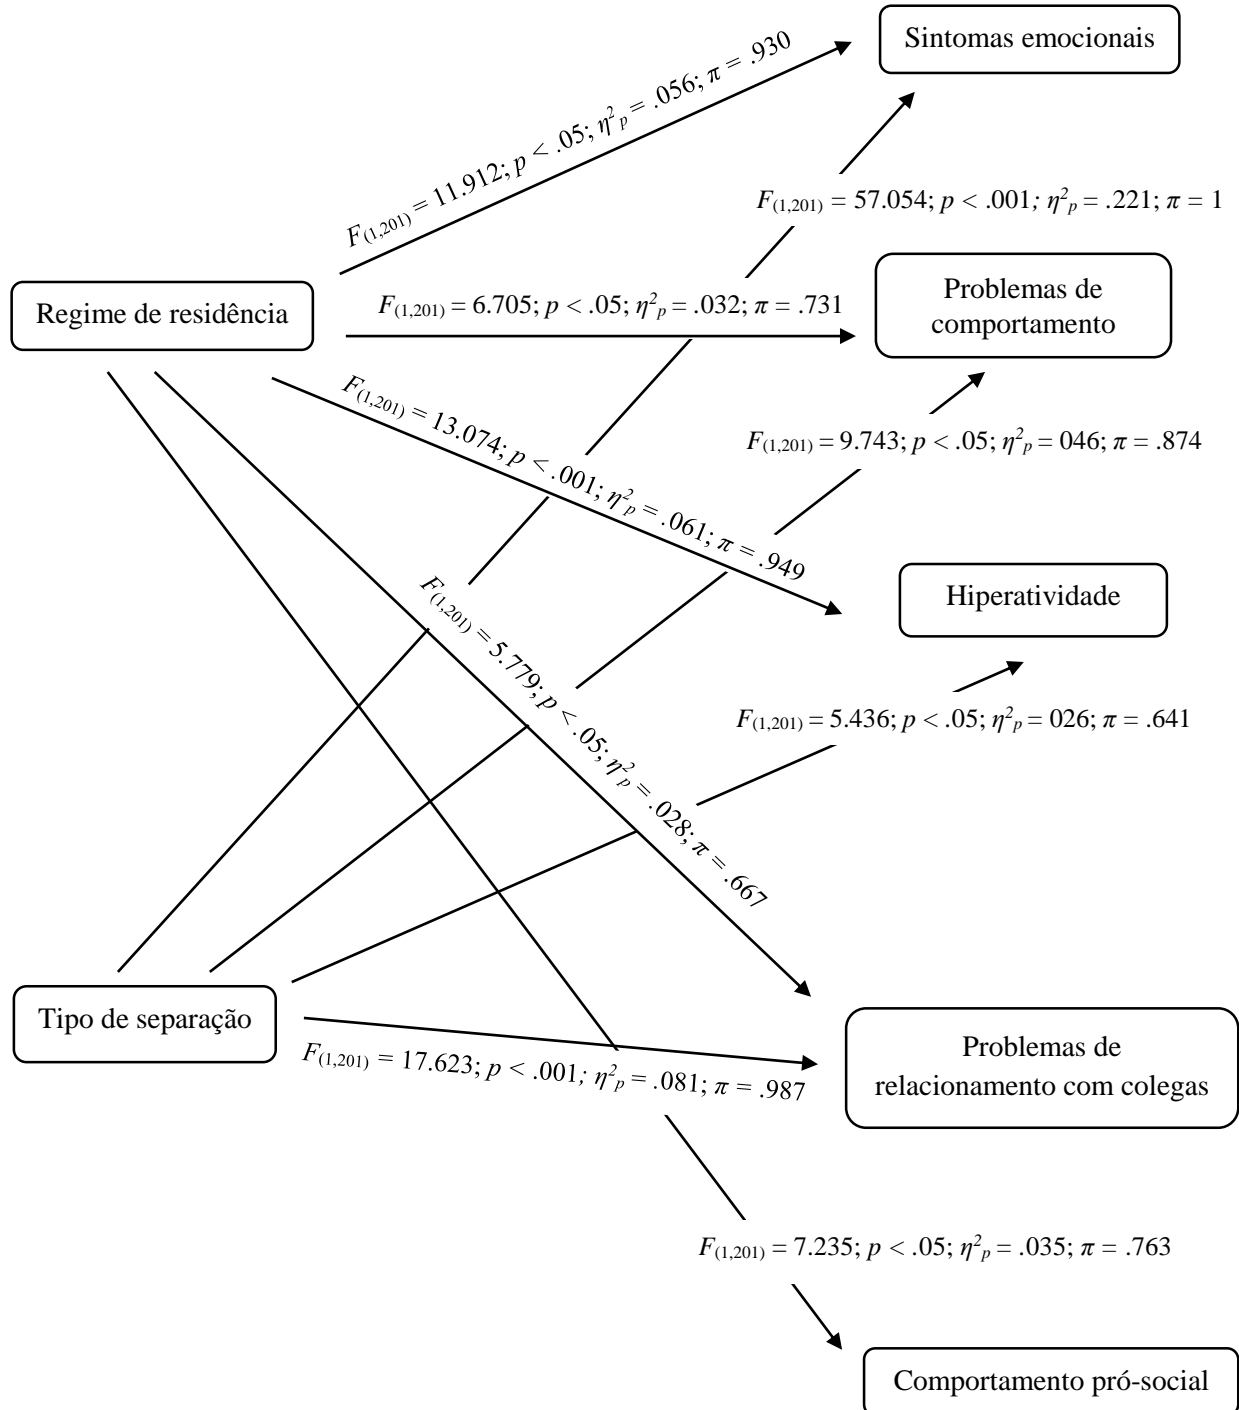 Sintomas emocionais
F(1,201) = 11.912; p < .05; η²p = .056; π = .930
F(1,201) = 57.054; p < .001; η²p = .221; π = 1
Regime de residência
F(1,201) = 6.705; p < .05; η²p = .032; π = .731
Problemas de
comportamento
F(1,201) = 13.074; p < .001; η²p = .061; π = .949
F(1,201) = 9.743; p < .05; η²p = 046; π = .874
Hiperatividade
F(1,201) = 5.779; p < .05; η²p = .028; π = .667
F(1,201) = 5.436; p < .05; η²p = 026; π = .641
Tipo de separação
F(1,201) = 17.623; p < .001; η²p = .081; π = .987
Problemas de
relacionamento com colegas
F(1,201) = 7.235; p < .05; η²p = .035; π = .763
Comportamento pró-social